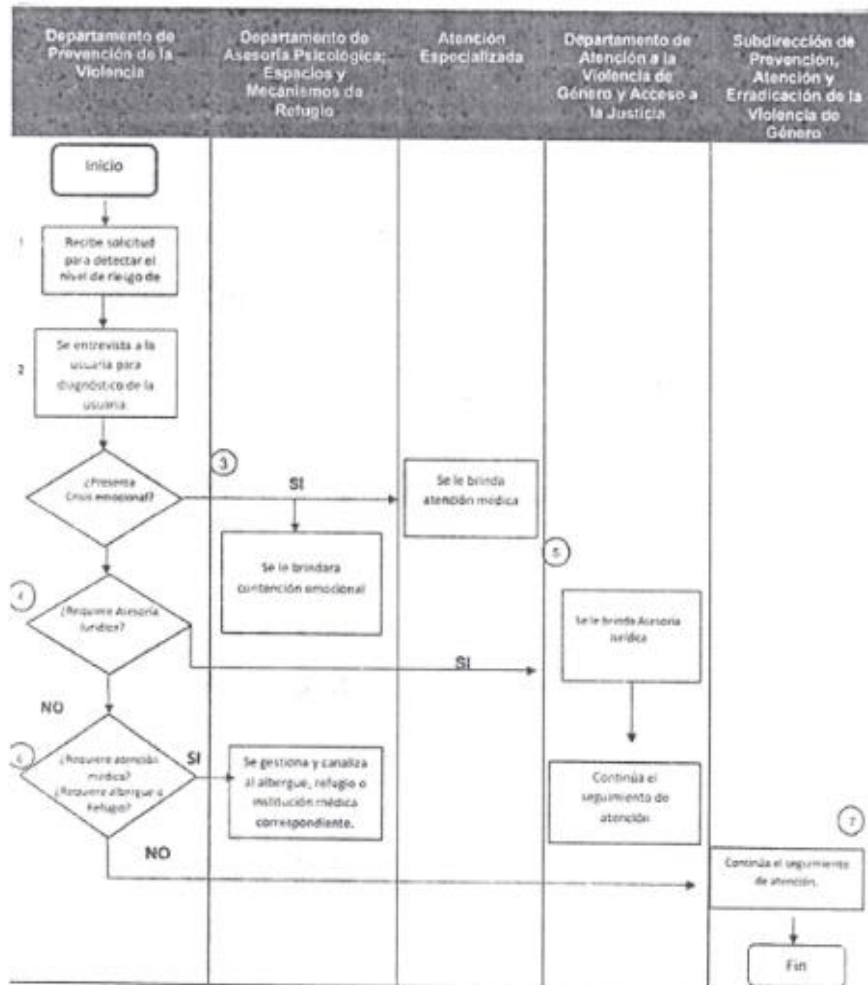 Departamento de
Prevención de la
Violencia
Departamento de
Asesoría Psicológica;
Espacios y
Mecanismos de
Refugio
Atención
Especializada
Departamento de
Atención a la
Violencia de
Género y Acceso a
la Justicia
Subdirección de
Prevención,
Atención y
Erradicación de la
Violencia de
Género
Inicio
1
Recibe solicitud
para detectar el
nivel de riesgo de
2
Se entrevista a la
usuaria para
diagnóstico de la
usuaria.
¿Presenta
Crisis emocional?
3
SI
Se le brinda
atención médica
Se le brindara
contención emocional
4
¿Requiere Asesoría
Jurídica?
SI
5
Se le brinda Asesoría
Jurídica
NO
6
¿Requiere atención
médica?
¿Requiere albergue o
Refugio?
SI
Se gestiona y canaliza
al albergue, refugio o
institución médica
correspondiente.
Continúa el
seguimiento de
atención
NO
7
Continúa el seguimiento
de atención.
Fin